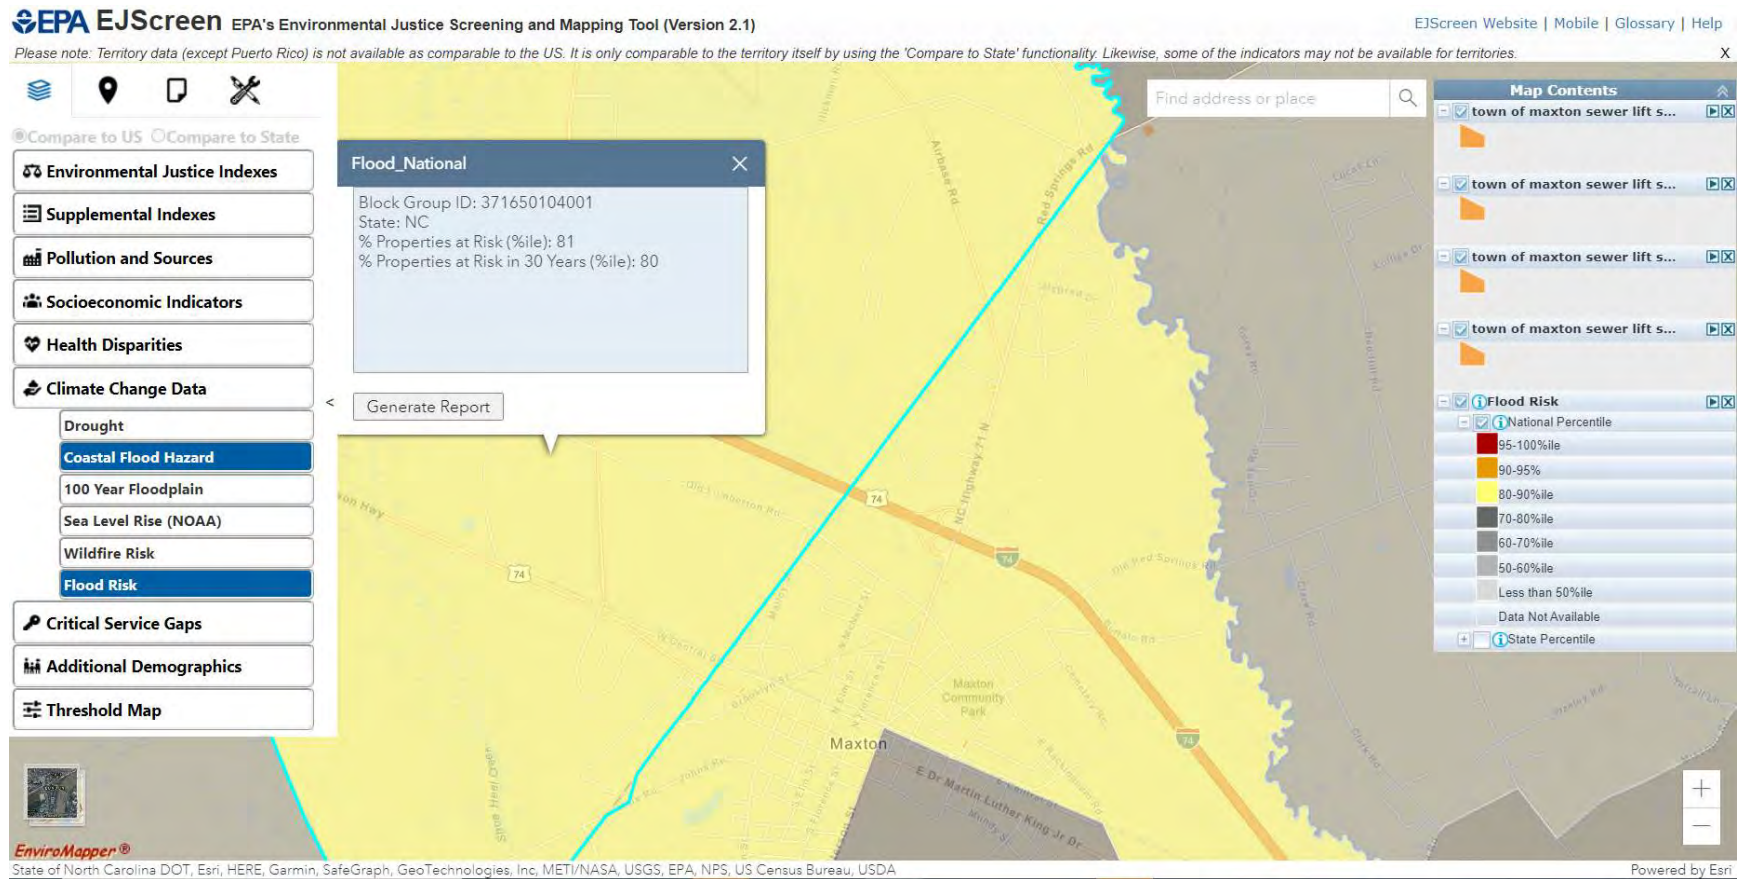 EPA EJScreen EPA's Environmental Justice Screening and Mapping Tool (Version 2.1)
EJScreen Website | Mobile | Glossary | Help
Please note: Territory data (except Puerto Rico) is not available as comparable to the US. It is only comparable to the territory itself by using the 'Compare to State' functionality. Likewise, some of the indicators may not be available for territories.
X
Compare to US Compare to State
Environmental Justice Indexes
Supplemental Indexes
Pollution and Sources
Socioeconomic Indicators
Health Disparities
Climate Change Data
Drought
Coastal Flood Hazard
100 Year Floodplain
Sea Level Rise (NOAA)
Wildfire Risk
Flood Risk
Critical Service Gaps
Additional Demographics
Threshold Map
<
Flood_National
Block Group ID: 371650104001
State: NC
% Properties at Risk (%ile): 81
% Properties at Risk in 30 Years (%ile): 80
Generate Report
Find address or place
Airbase Rd
Red Springs Rd
NC-Highway 71 N
74
74
74
74
Old Red Springs Rd
Maxton
Community
Park
Maxton
E Dr Martin Luther King Jr Dr
Map Contents
town of maxton sewer lift s...
town of maxton sewer lift s...
town of maxton sewer lift s...
town of maxton sewer lift s...
Flood Risk
National Percentile
95-100%ile
90-95%
80-90%ile
70-80%ile
60-70%ile
50-60%ile
Less than 50%ile
Data Not Available
State Percentile
EnviroMapper ®
State of North Carolina DOT, Esri, HERE, Garmin, SafeGraph, GeoTechnologies, Inc, METI/NASA, USGS, EPA, NPS, US Census Bureau, USDA
Powered by Esri